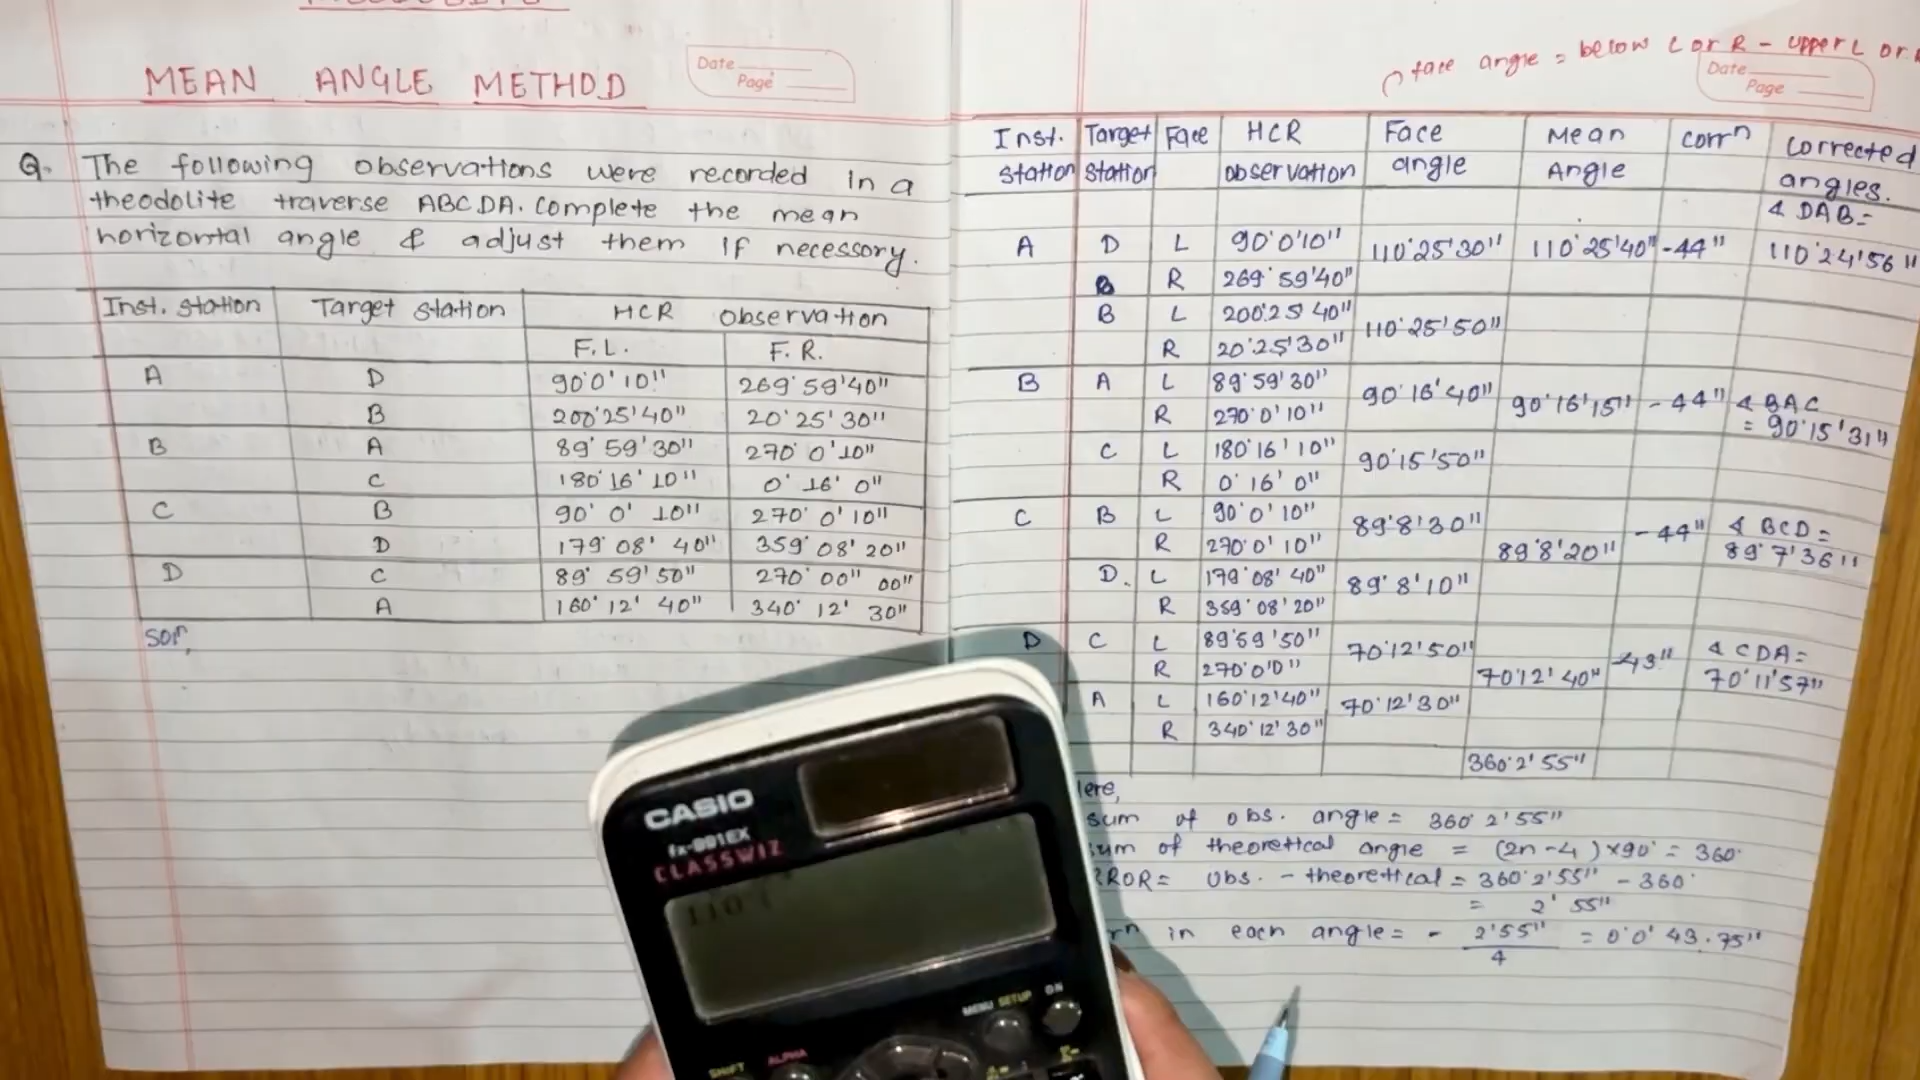 MEAN ANGLE METHOD
Date
Page
Q. The following observations were recorded in a
theodolite traverse ABCDA. Complete the mean
horizontal angle & adjust them if necessary.
Inst. Station Target Station HCR Observation
F.L. F.R.
A D 90°0'10" 269°59'40"
B 200°25'40" 20°25'30"
B A 89°59'30" 270°0'10"
C 180°16'10" 0°16'0"
C B 90°0'10" 270°0'10"
D 179°08'40" 359°08'20"
D C 89°59'50" 270°00"00"
A 160°12'40" 340°12'30"
Solⁿ,
face angle = below L or R - upper L or
Date
Page
Inst. Target Face HCR Face Mean corrⁿ Corrected
Station Station observation angle Angle angles.
∡ DAB=
A D L 90°0'10" 110°25'30" 110°25'40" -44" 110°24'56"
R 269°59'40"
B L 200°25'40" 110°25'50"
R 20°25'30"
B A L 89°59'30" 90°16'40" 90°16'15" -44" ∡ BAC
R 270°0'10" = 90°15'31"
C L 180°16'10" 90°15'50"
R 0°16'0"
C B L 90°0'10" 89°8'30" -44" ∡ BCD=
R 270°0'10" 89°8'20" 89°7'36"
D. L 179°08'40" 89°8'10"
R 359°08'20"
D C L 89°59'50" 70°12'50" -43" ∡ CDA=
R 270°0'0" 70°12'40" 70°11'57"
A L 160°12'40" 70°12'30"
R 340°12'30"
360°2'55"
ere,
sum of obs. angle = 360°2'55"
um of theoretical angle = (2n-4)×90° = 360°
RROR = Obs. - theoretical = 360°2'55" - 360°
= 2'55"
rn in each angle = - 2'55"/4 = 0°0'43.75"
CASIO
fx-991EX
CLASSWIZ
110°
MENU SETUP ON
SHIFT ALPHA